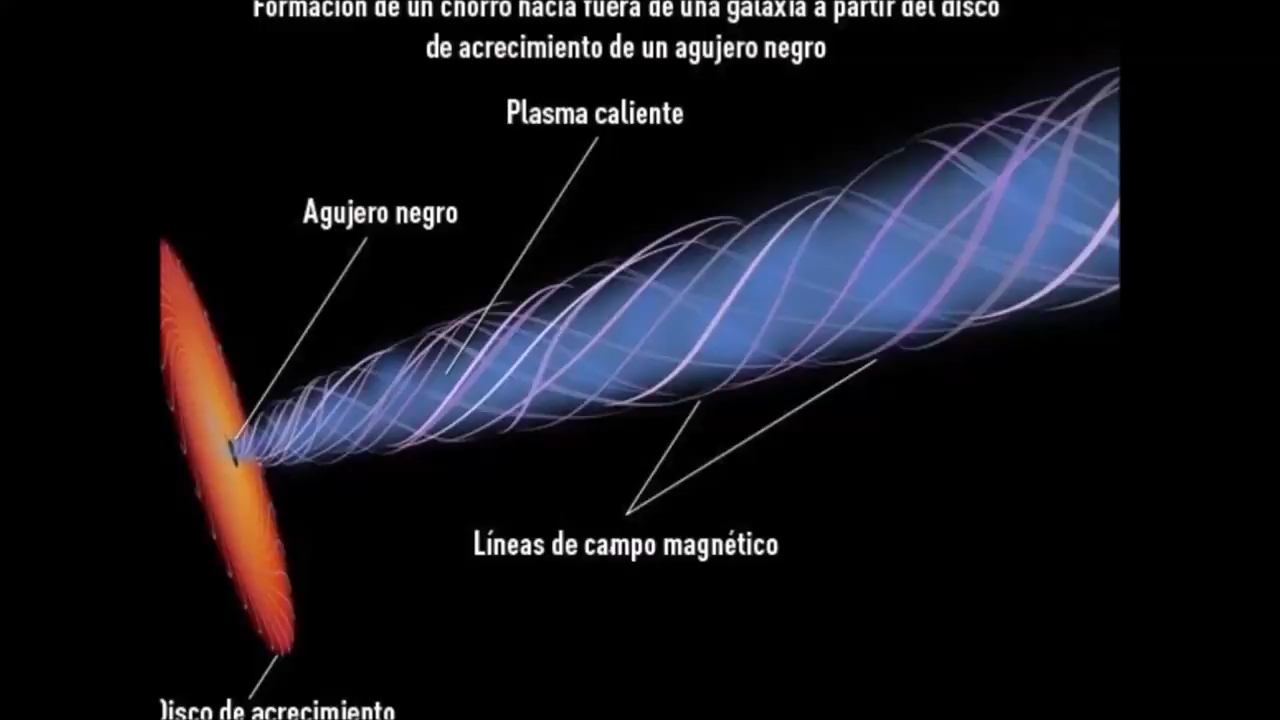 Formación de un chorro hacia fuera de una galaxia a partir del disco
de acrecimiento de un agujero negro
Plasma caliente
Agujero negro
Líneas de campo magnético
Disco de acrecimiento